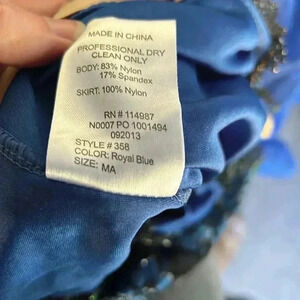 MADE IN CHINA
PROFESSIONAL DRY
CLEAN ONLY
BODY: 83% Nylon
17% Spandex
SKIRT: 100% Nylon
RN # 114987
N0007 PO 1001494
092013
STYLE # 358
COLOR: Royal Blue
SIZE: MA